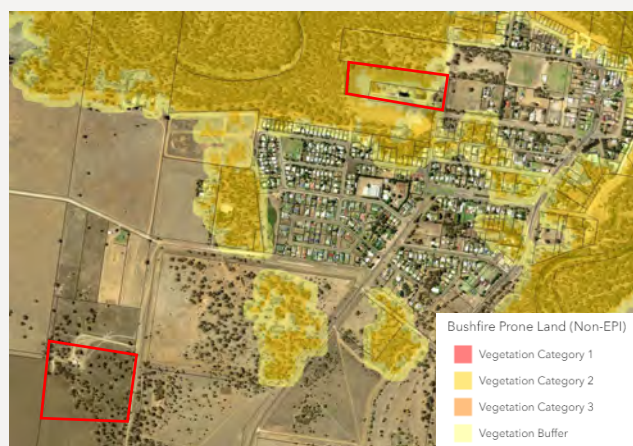 Bushfire Prone Land (Non-EPI)
Vegetation Category 1
Vegetation Category 2
Vegetation Category 3
Vegetation Buffer